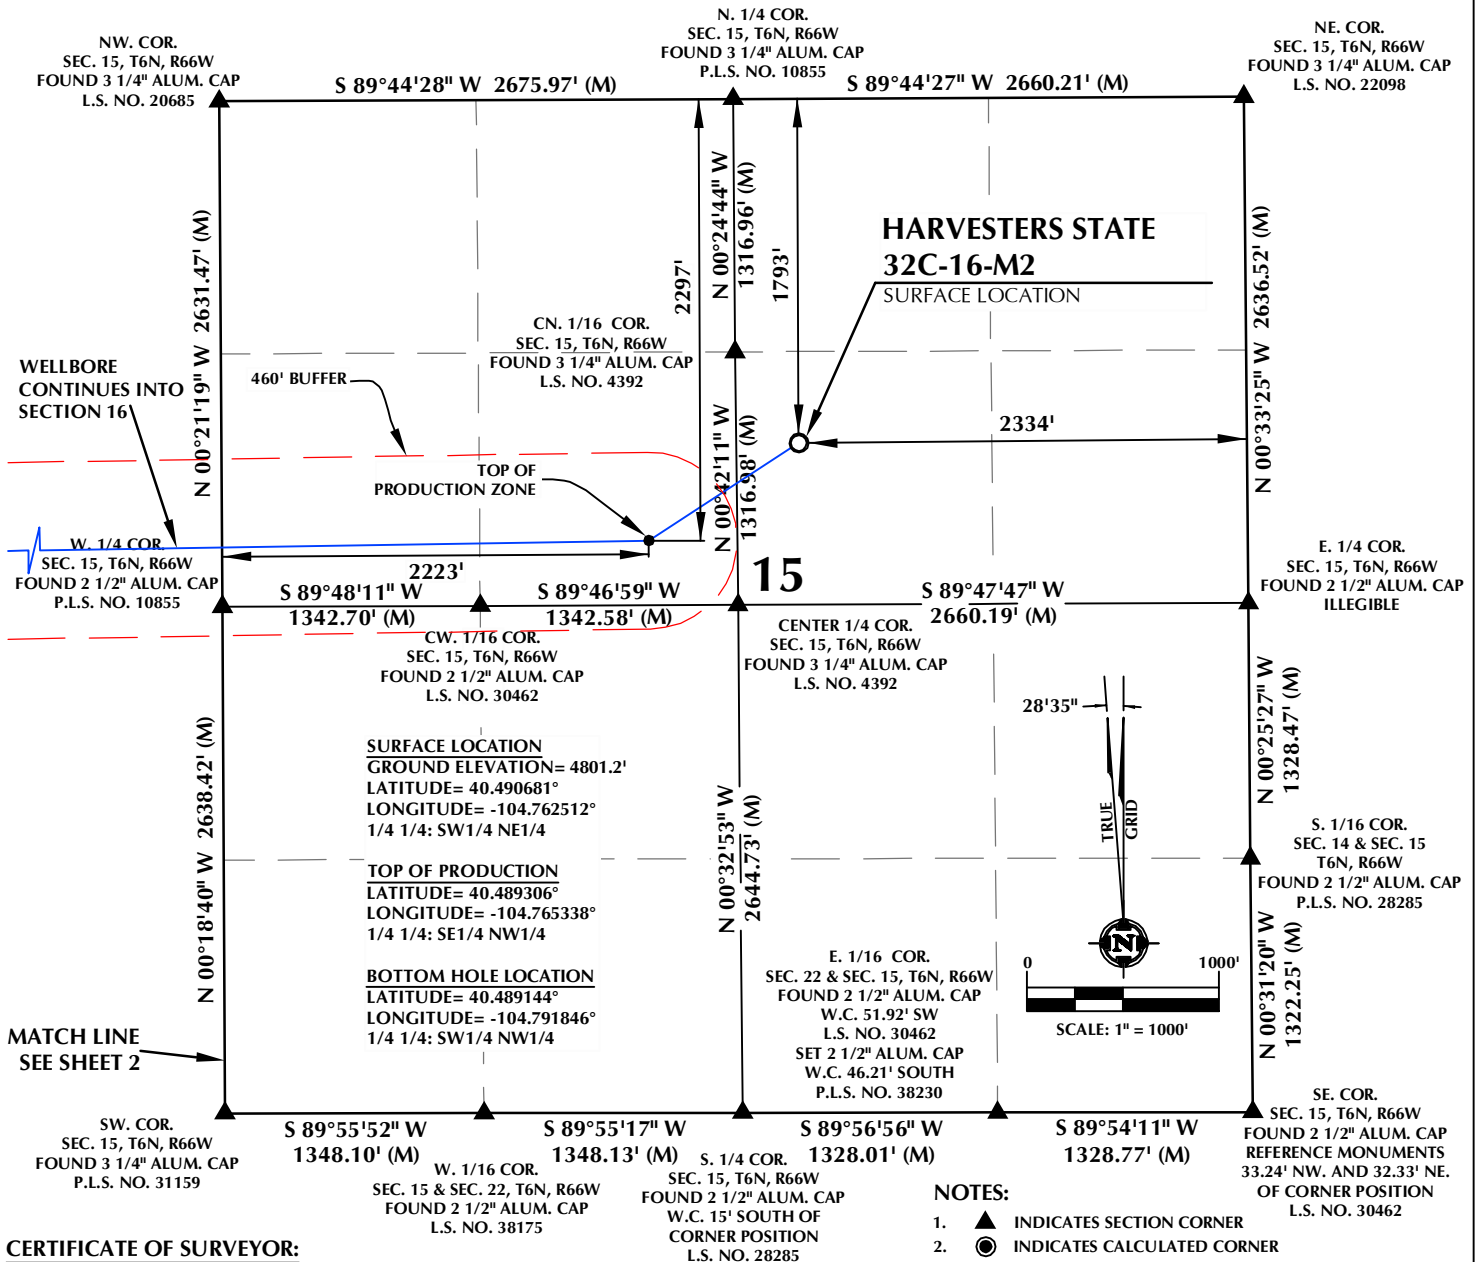 NW. COR.
SEC. 15, T6N, R66W
FOUND 3 1/4" ALUM. CAP
L.S. NO. 20685
N. 1/4 COR.
SEC. 15, T6N, R66W
FOUND 3 1/4" ALUM. CAP
P.L.S. NO. 10855
NE. COR.
SEC. 15, T6N, R66W
FOUND 3 1/4" ALUM. CAP
L.S. NO. 22098
S 89°44'28" W 2675.97' (M)
S 89°44'27" W 2660.21' (M)
N 00°21'19" W 2631.47' (M)
2297'
N 00°24'44" W
1316.96' (M)
1793'
HARVESTERS STATE
32C-16-M2
SURFACE LOCATION
N 00°33'25" W 2636.52' (M)
CN. 1/16 COR.
SEC. 15, T6N, R66W
FOUND 3 1/4" ALUM. CAP
L.S. NO. 4392
WELLBORE
CONTINUES INTO
SECTION 16
460' BUFFER
2334'
N 00°42'11" W
1316.98' (M)
TOP OF
PRODUCTION ZONE
W. 1/4 COR.
SEC. 15, T6N, R66W
FOUND 2 1/2" ALUM. CAP
P.L.S. NO. 10855
2223'
15
E. 1/4 COR.
SEC. 15, T6N, R66W
FOUND 2 1/2" ALUM. CAP
ILLEGIBLE
S 89°48'11" W
1342.70' (M)
S 89°46'59" W
1342.58' (M)
S 89°47'47" W
2660.19' (M)
CW. 1/16 COR.
SEC. 15, T6N, R66W
FOUND 2 1/2" ALUM. CAP
L.S. NO. 30462
CENTER 1/4 COR.
SEC. 15, T6N, R66W
FOUND 3 1/4" ALUM. CAP
L.S. NO. 4392
28'35"
TRUE
GRID
N
N 00°25'27" W
1328.47' (M)
N 00°18'40" W 2638.42' (M)
SURFACE LOCATION
GROUND ELEVATION= 4801.2'
LATITUDE= 40.490681°
LONGITUDE= -104.762512°
1/4 1/4: SW1/4 NE1/4
TOP OF PRODUCTION
LATITUDE= 40.489306°
LONGITUDE= -104.765338°
1/4 1/4: SE1/4 NW1/4
BOTTOM HOLE LOCATION
LATITUDE= 40.489144°
LONGITUDE= -104.791846°
1/4 1/4: SW1/4 NW1/4
N 00°32'53" W
2644.73' (M)
S. 1/16 COR.
SEC. 14 & SEC. 15
T6N, R66W
FOUND 2 1/2" ALUM. CAP
P.L.S. NO. 28285
E. 1/16 COR.
SEC. 22 & SEC. 15, T6N, R66W
FOUND 2 1/2" ALUM. CAP
W.C. 51.92' SW
L.S. NO. 30462
SET 2 1/2" ALUM. CAP
W.C. 46.21' SOUTH
P.L.S. NO. 38230
0 1000'
SCALE: 1" = 1000'
N 00°31'20" W
1322.25' (M)
MATCH LINE
SEE SHEET 2
SW. COR.
SEC. 15, T6N, R66W
FOUND 3 1/4" ALUM. CAP
P.L.S. NO. 31159
S 89°55'52" W
1348.10' (M)
S 89°55'17" W
1348.13' (M)
S 89°56'56" W
1328.01' (M)
S 89°54'11" W
1328.77' (M)
W. 1/16 COR.
SEC. 15 & SEC. 22, T6N, R66W
FOUND 2 1/2" ALUM. CAP
L.S. NO. 38175
S. 1/4 COR.
SEC. 15, T6N, R66W
FOUND 2 1/2" ALUM. CAP
W.C. 15' SOUTH OF
CORNER POSITION
L.S. NO. 28285
SE. COR.
SEC. 15, T6N, R66W
FOUND 2 1/2" ALUM. CAP
REFERENCE MONUMENTS
33.24' NW. AND 32.33' NE.
OF CORNER POSITION
L.S. NO. 30462
NOTES:
1. INDICATES SECTION CORNER
2. INDICATES CALCULATED CORNER
CERTIFICATE OF SURVEYOR: